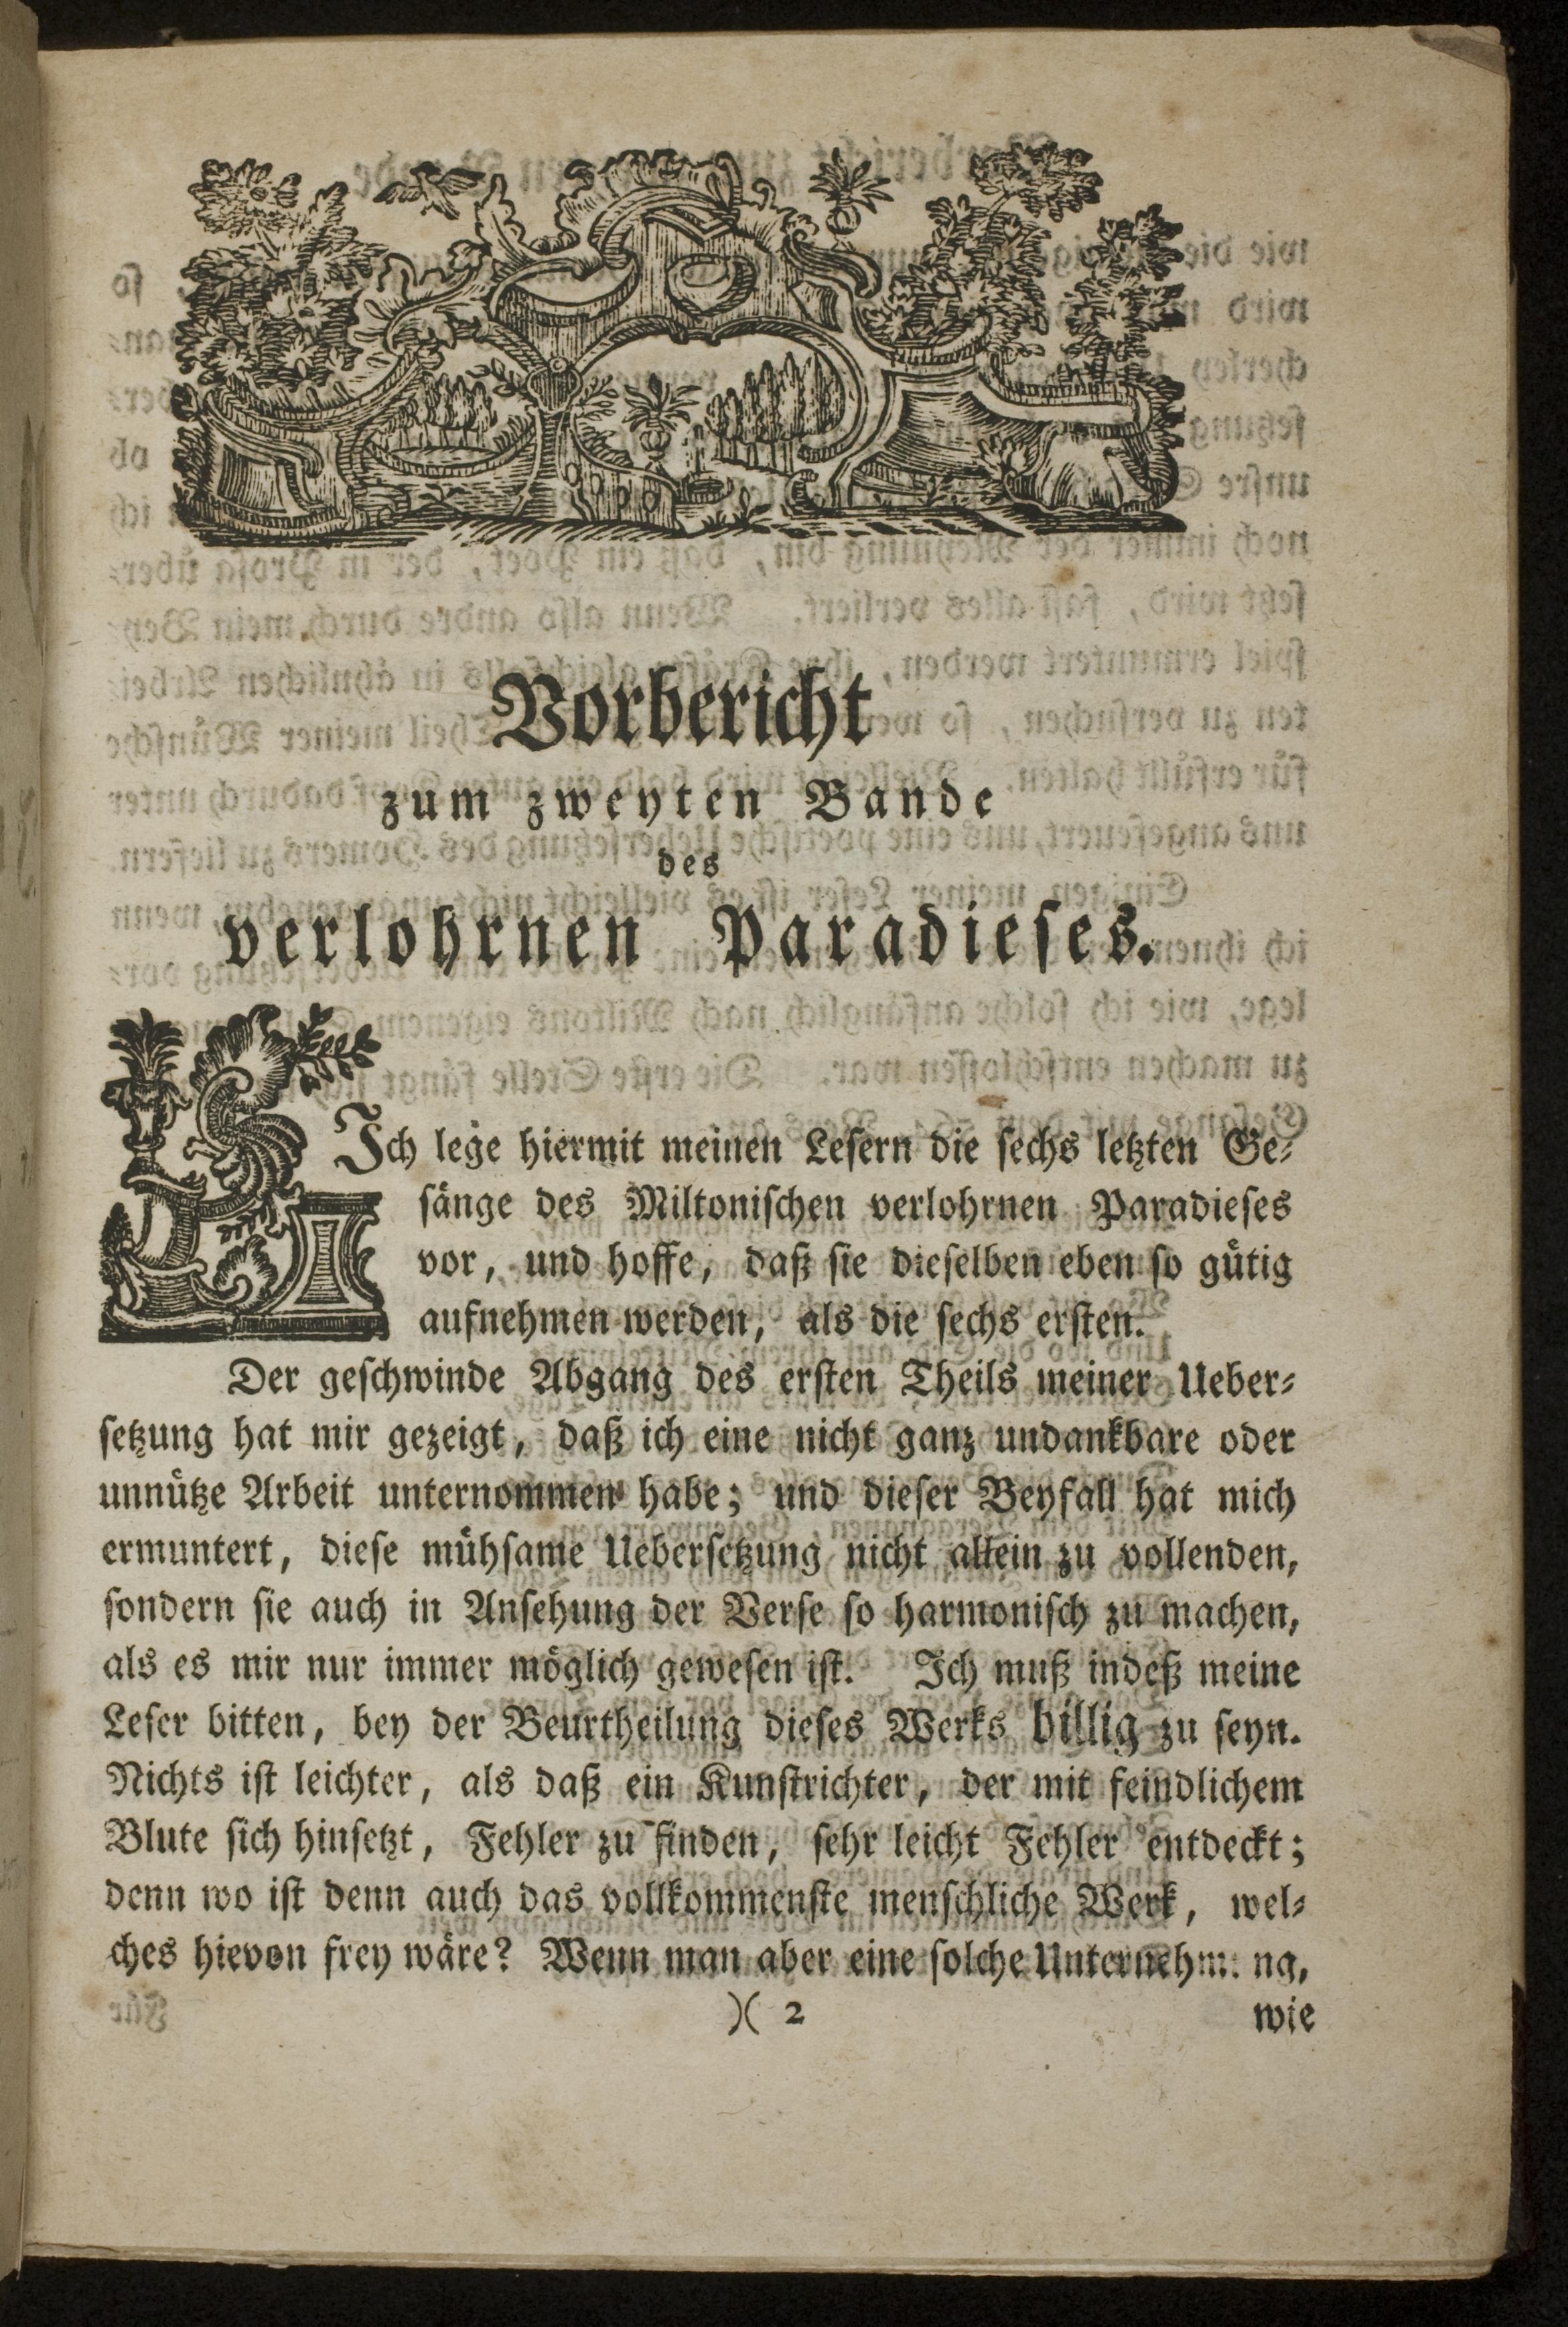 Vorbericht
zum zweyten Bande
des
verlohrnen Paradieses.
Ich lege hiermit meinen Lesern die sechs letzten Ge-
sänge des Miltonischen verlohrnen Paradieses
vor, und hoffe, daß sie dieselben eben so gütig
aufnehmen werden, als die sechs ersten.
Der geschwinde Abgang des ersten Theils meiner Ueber-
setzung hat mir gezeigt, daß ich eine nicht ganz undankbare oder
unnütze Arbeit unternommen habe; und dieser Beyfall hat mich
ermuntert, diese mühsame Uebersetzung nicht allein zu vollenden,
sondern sie auch in Ansehung der Verse so harmonisch zu machen,
als es mir nur immer möglich gewesen ist. Ich muß indeß meine
Leser bitten, bey der Beurtheilung dieses Werks billig zu seyn.
Nichts ist leichter, als daß ein Kunstrichter, der mit feindlichem
Blute sich hinsetzt, Fehler zu finden, sehr leicht Fehler entdeckt;
denn wo ist denn auch das vollkommenste menschliche Werk, wel-
ches hievon frey wäre? Wenn man aber eine solche Unternehmung,
)( 2
wie